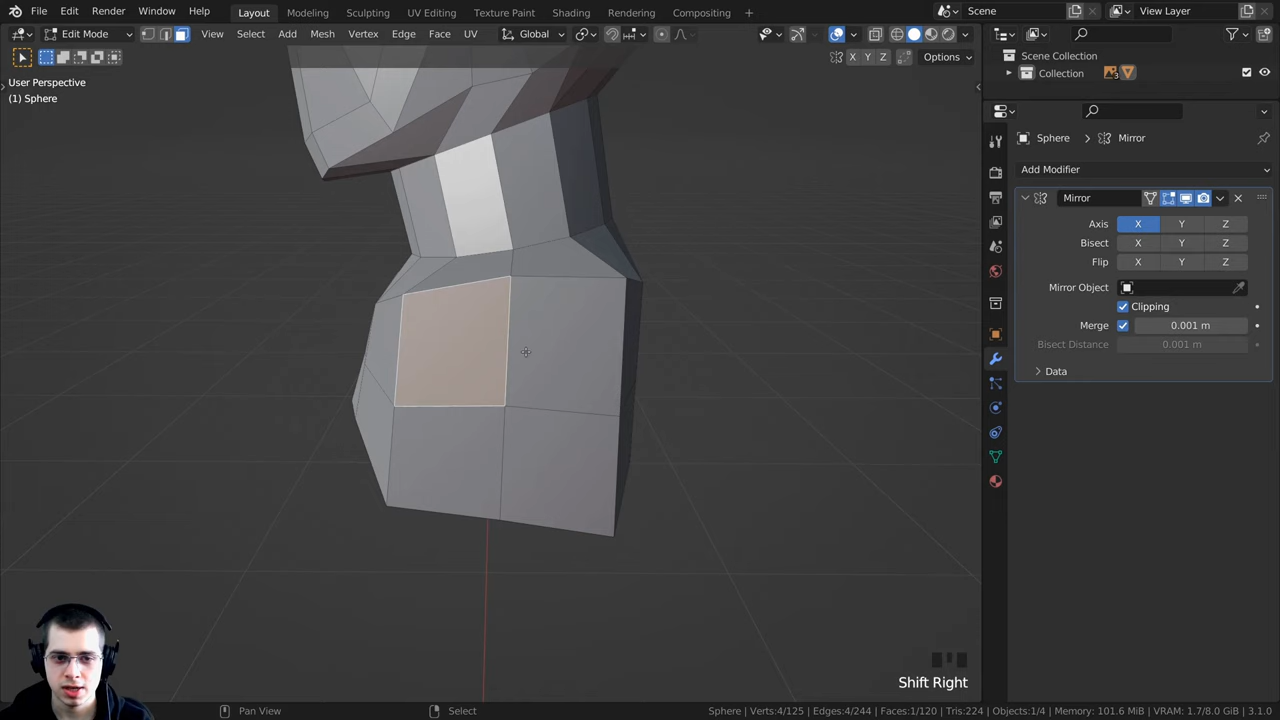 File Edit Render Window Help
Layout Modeling Sculpting UV Editing Texture Paint Shading Rendering Compositing +
Scene
View Layer
Edit Mode View Select Add Mesh Vertex Edge Face UV Global
X Y Z Options
User Perspective
(1) Sphere
Scene Collection
Collection 3
Sphere > Mirror
Add Modifier
Mirror
Axis X Y Z
Bisect X Y Z
Flip X Y Z
Mirror Object
Clipping
Merge 0.001 m
Bisect Distance 0.001 m
Data
Shift Right
Pan View Select
Sphere | Verts:4/125 | Edges:4/244 | Faces:1/120 | Tris:224 | Objects:1/4 | Memory: 101.6 MiB | VRAM: 1.7/8.0 GiB | 3.1.0